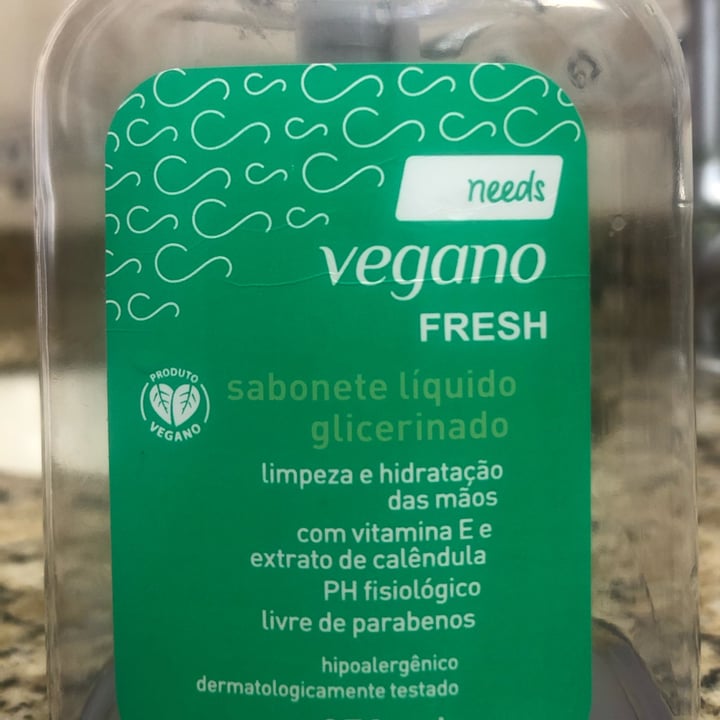 needs
vegano
FRESH
PRODUTO
VEGANO
sabonete líquido
glicerinado
limpeza e hidratação
das mãos
com vitamina E e
extrato de calêndula
PH fisiológico
livre de parabenos
hipoalergênico
dermatologicamente testado